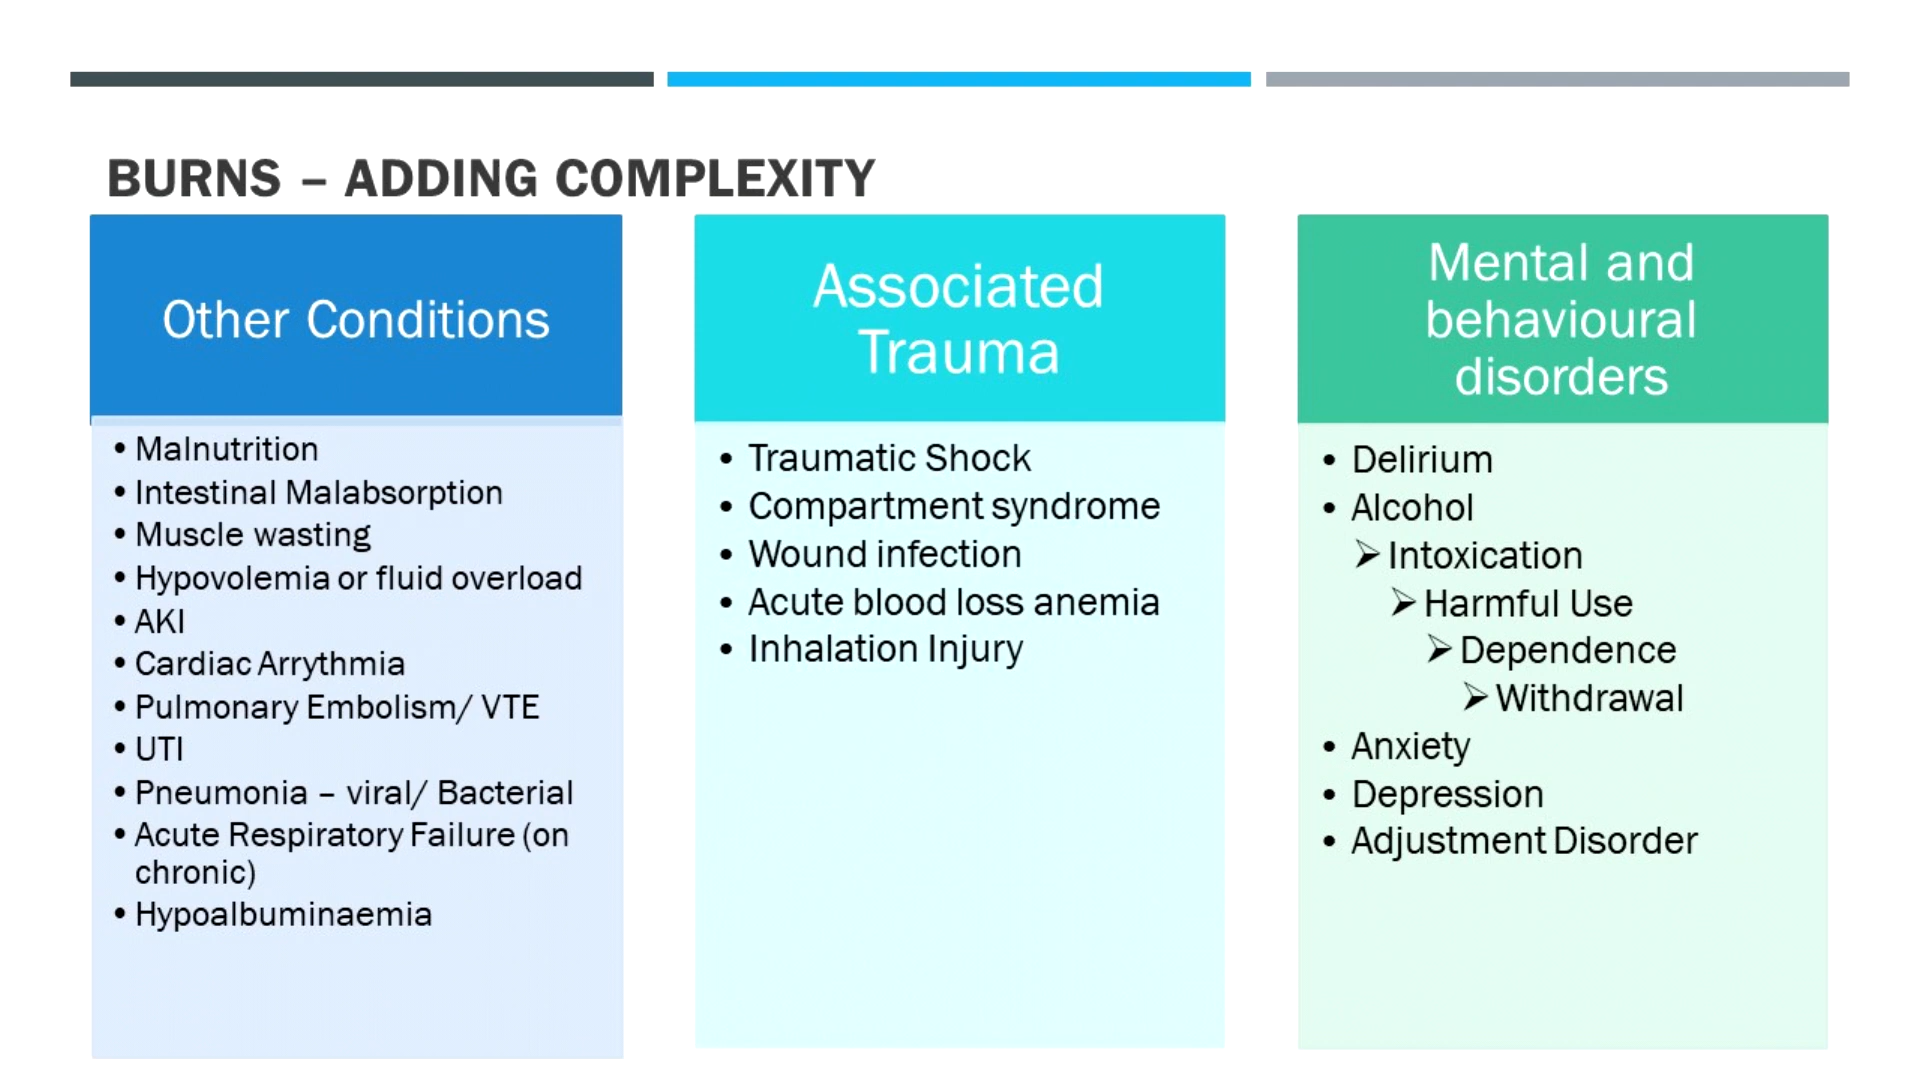 BURNS – ADDING COMPLEXITY
Other Conditions
• Malnutrition
• Intestinal Malabsorption
• Muscle wasting
• Hypovolemia or fluid overload
• AKI
• Cardiac Arrythmia
• Pulmonary Embolism/ VTE
• UTI
• Pneumonia – viral/ Bacterial
• Acute Respiratory Failure (on
chronic)
• Hypoalbuminaemia
Associated
Trauma
• Traumatic Shock
• Compartment syndrome
• Wound infection
• Acute blood loss anemia
• Inhalation Injury
Mental and
behavioural
disorders
• Delirium
• Alcohol
➢ Intoxication
➢ Harmful Use
➢ Dependence
➢ Withdrawal
• Anxiety
• Depression
• Adjustment Disorder